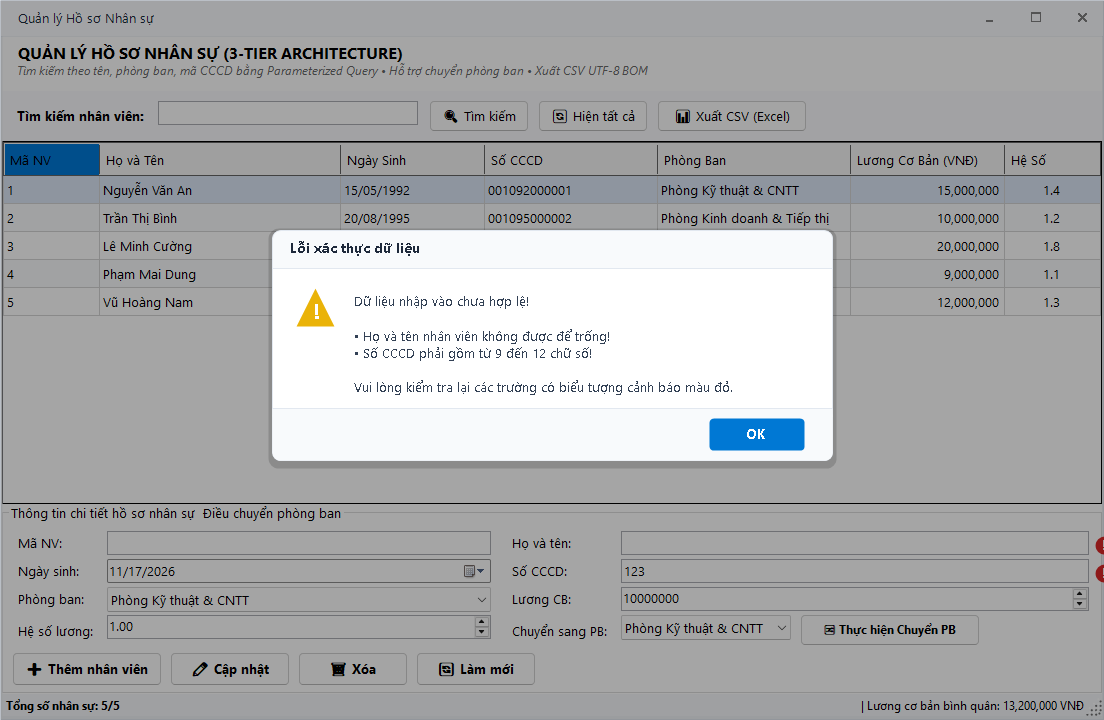 Quản lý Hồ sơ Nhân sự
QUẢN LÝ HỒ SƠ NHÂN SỰ (3-TIER ARCHITECTURE)
Tìm kiếm theo tên, phòng ban, mã CCCD bằng Parameterized Query • Hỗ trợ chuyển phòng ban • Xuất CSV UTF-8 BOM
Tìm kiếm nhân viên: Tìm kiếm Hiện tất cả Xuất CSV (Excel)
Mã NV Họ và Tên Ngày Sinh Số CCCD Phòng Ban Lương Cơ Bản (VNĐ) Hệ Số
1 Nguyễn Văn An 15/05/1992 001092000001 Phòng Kỹ thuật & CNTT 15,000,000 1.4
2 Trần Thị Bình 20/08/1995 001095000002 Phòng Kinh doanh & Tiếp thị 10,000,000 1.2
3 Lê Minh Cường 20,000,000 1.8
4 Phạm Mai Dung 9,000,000 1.1
5 Vũ Hoàng Nam 12,000,000 1.3
Lỗi xác thực dữ liệu
Dữ liệu nhập vào chưa hợp lệ!
• Họ và tên nhân viên không được để trống!
• Số CCCD phải gồm từ 9 đến 12 chữ số!
Vui lòng kiểm tra lại các trường có biểu tượng cảnh báo màu đỏ.
OK
Thông tin chi tiết hồ sơ nhân sự Điều chuyển phòng ban
Mã NV: Họ và tên:
Ngày sinh: 11/17/2026 Số CCCD: 123
Phòng ban: Phòng Kỹ thuật & CNTT Lương CB: 10000000
Hệ số lương: 1.00 Chuyển sang PB: Phòng Kỹ thuật & CNTT Thực hiện Chuyển PB
Thêm nhân viên Cập nhật Xóa Làm mới
Tổng số nhân sự: 5/5 | Lương cơ bản bình quân: 13,200,000 VNĐ